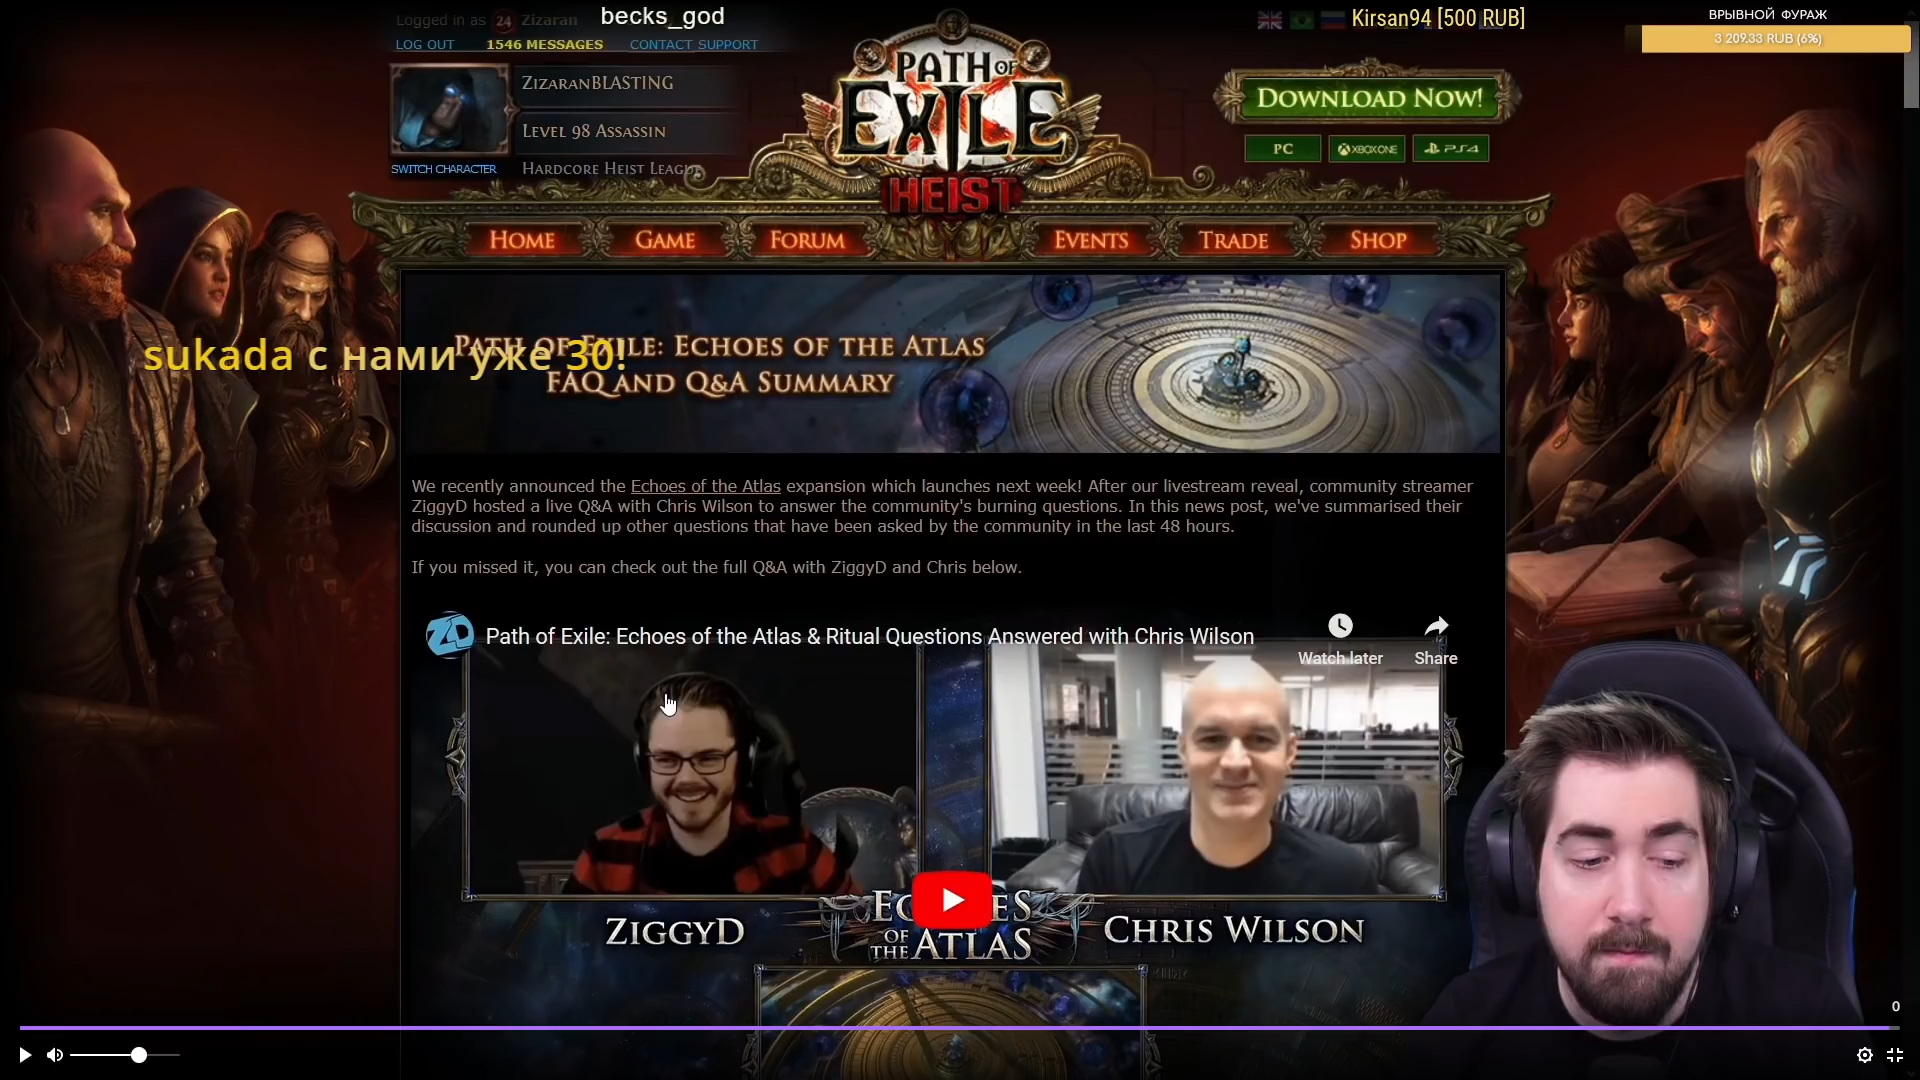 Logged in as 24 Zizaran
becks_god
Kirsan94 [500 RUB]
ВРЫВНОЙ ФУРАЖ
3 209.33 RUB (6%)
LOG OUT
1546 MESSAGES
CONTACT SUPPORT
ZizaranBLASTING
Level 98 Assassin
SWITCH CHARACTER
Hardcore Heist League
PATH OF
EXILE
HEIST
Download Now!
PC
XBOX ONE
PS4
Home
Game
Forum
Events
Trade
Shop
Path of Exile: Echoes of the Atlas
FAQ and Q&A Summary
sukada с нами уже 30!
We recently announced the Echoes of the Atlas expansion which launches next week! After our livestream reveal, community streamer
ZiggyD hosted a live Q&A with Chris Wilson to answer the community's burning questions. In this news post, we've summarised their
discussion and rounded up other questions that have been asked by the community in the last 48 hours.
If you missed it, you can check out the full Q&A with ZiggyD and Chris below.
ZD
Path of Exile: Echoes of the Atlas & Ritual Questions Answered with Chris Wilson
Watch later
Share
ZiggyD
Echoes
of
the Atlas
Chris Wilson
0